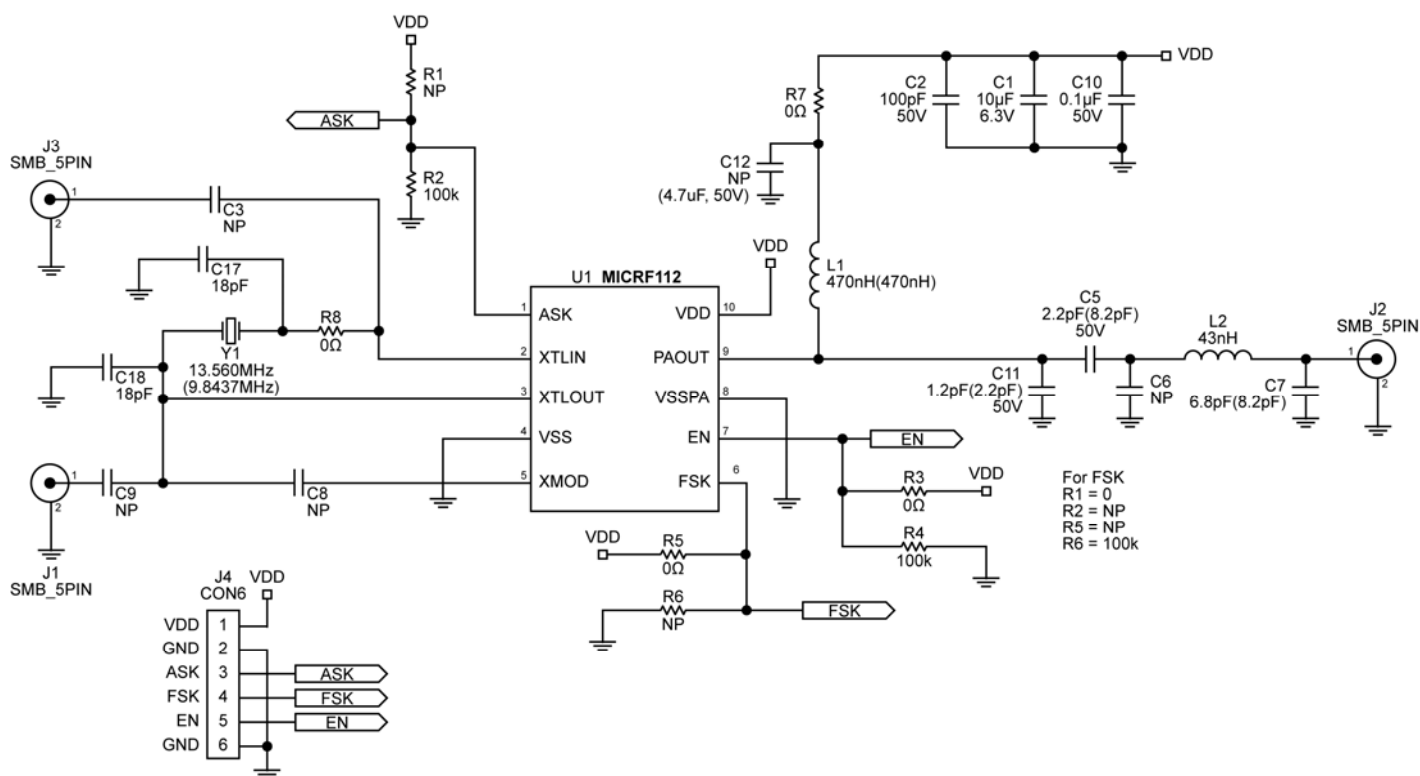 VDD
R1
NP
ASK
R2
100k
J3
SMB_5PIN
1
2
C3
NP
C17
18pF
R8
0Ω
Y1
13.560MHz
(9.8437MHz)
C18
18pF
J1
SMB_5PIN
1
2
C9
NP
C8
NP
U1 MICRF112
1 ASK
2 XTLIN
3 XTLOUT
4 VSS
5 XMOD
VDD 10
PAOUT 9
VSSPA 8
EN 7
FSK 6
VDD
R7
0Ω
C12
NP
(4.7uF, 50V)
L1
470nH(470nH)
C2
100pF
50V
C1
10µF
6.3V
C10
0.1µF
50V
VDD
C11
1.2pF(2.2pF)
50V
C5
2.2pF(8.2pF)
50V
C6
NP
L2
43nH
C7
6.8pF(8.2pF)
J2
SMB_5PIN
1
2
EN
R3
0Ω
VDD
R4
100k
For FSK
R1 = 0
R2 = NP
R5 = NP
R6 = 100k
VDD
R5
0Ω
R6
NP
FSK
J4
CON6
VDD
VDD 1
GND 2
ASK 3 ASK
FSK 4 FSK
EN 5 EN
GND 6